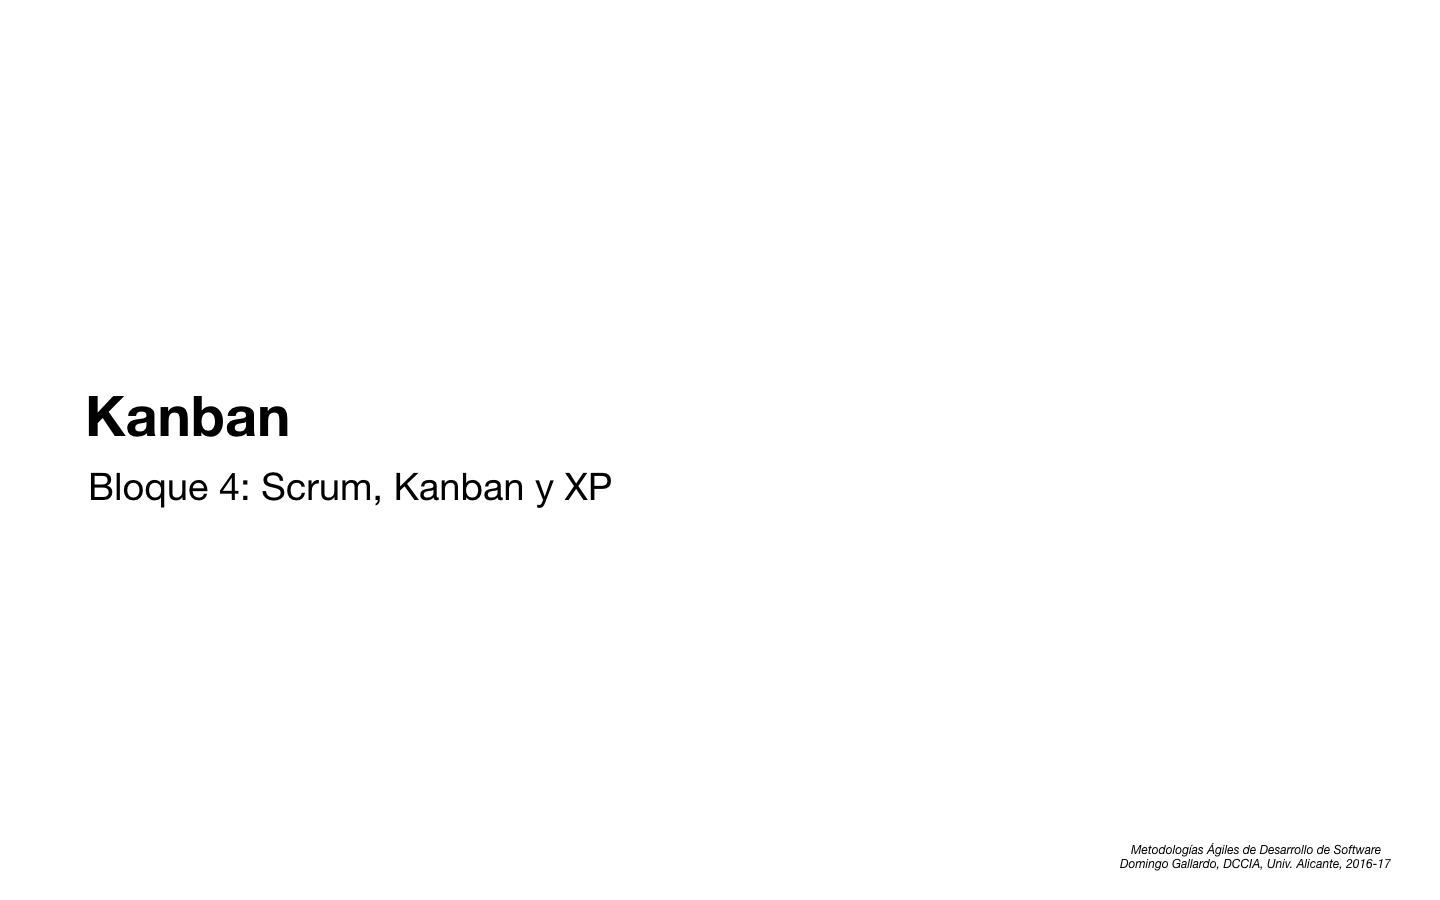 Kanban
Bloque 4: Scrum, Kanban y XP
Metodologías Ágiles de Desarrollo de Software
Domingo Gallardo, DCCIA, Univ. Alicante, 2016-17